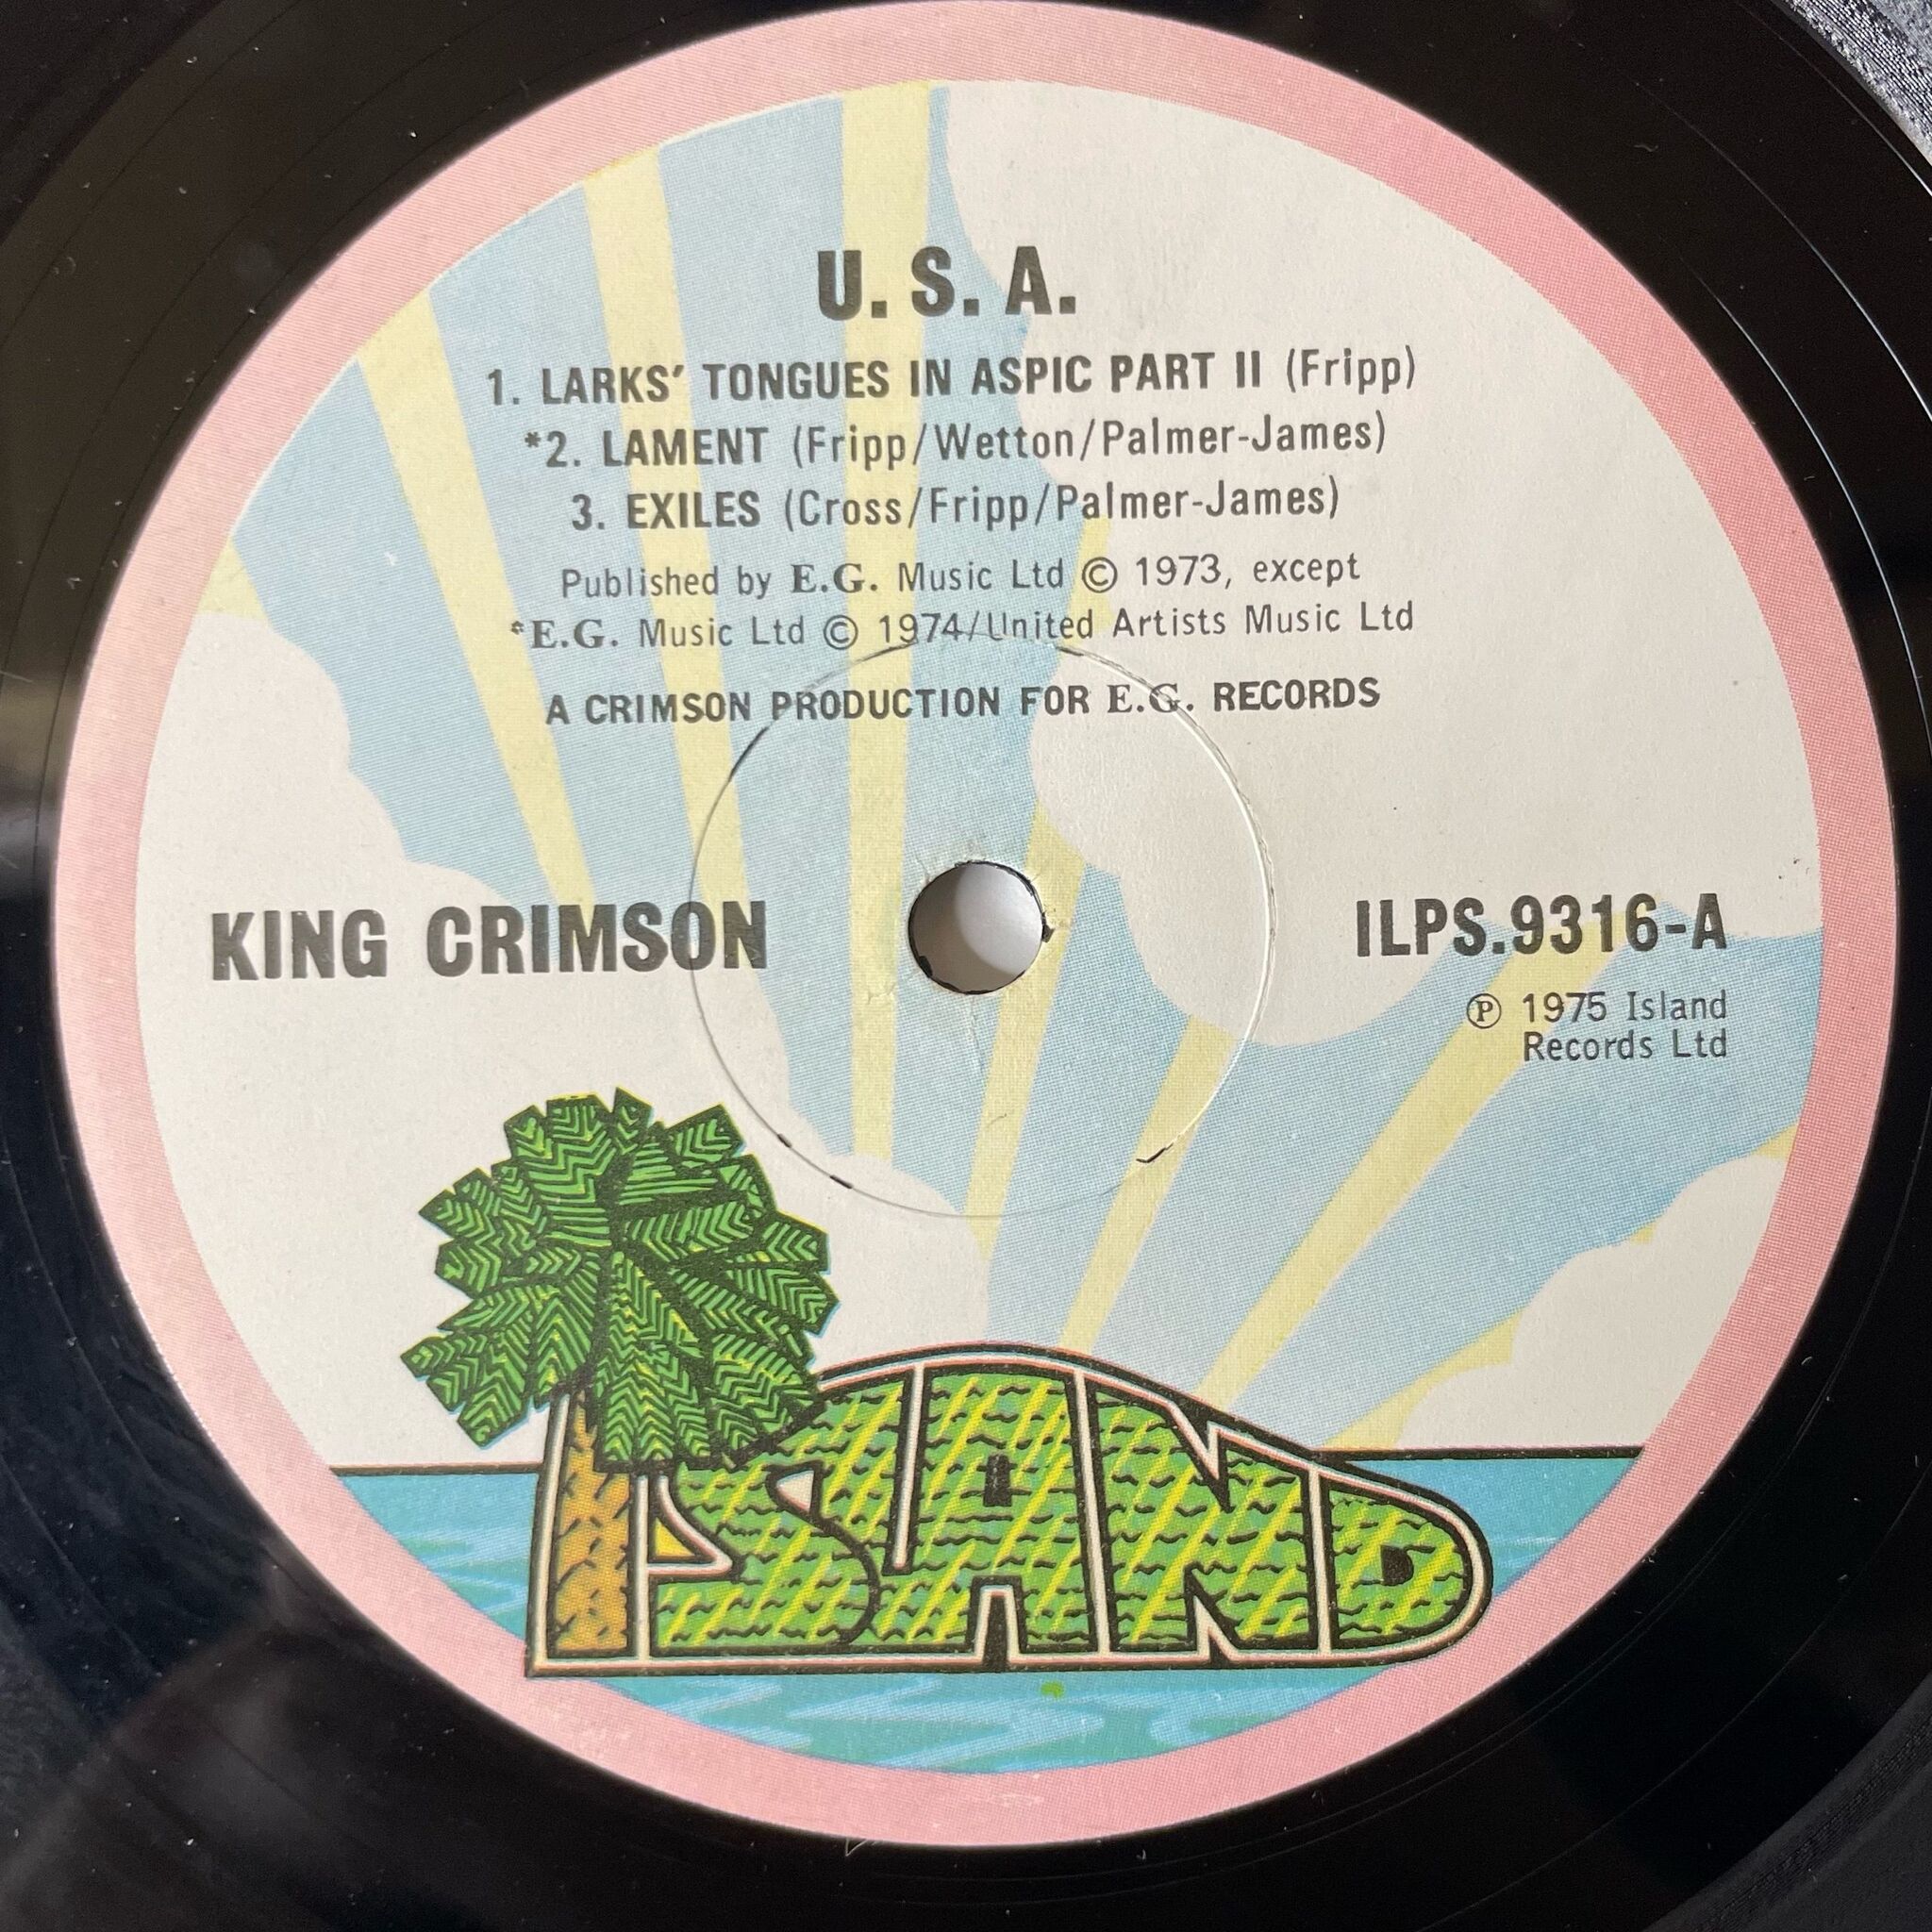 U. S. A.
1. LARKS' TONGUES IN ASPIC PART II (Fripp)
*2. LAMENT (Fripp/Wetton/Palmer-James)
3. EXILES (Cross/Fripp/Palmer-James)
Published by E.G. Music Ltd © 1973, except
*E.G. Music Ltd © 1974/United Artists Music Ltd
A CRIMSON PRODUCTION FOR E.G. RECORDS
KING CRIMSON
ILPS.9316-A
℗ 1975 Island
Records Ltd
ISLAND